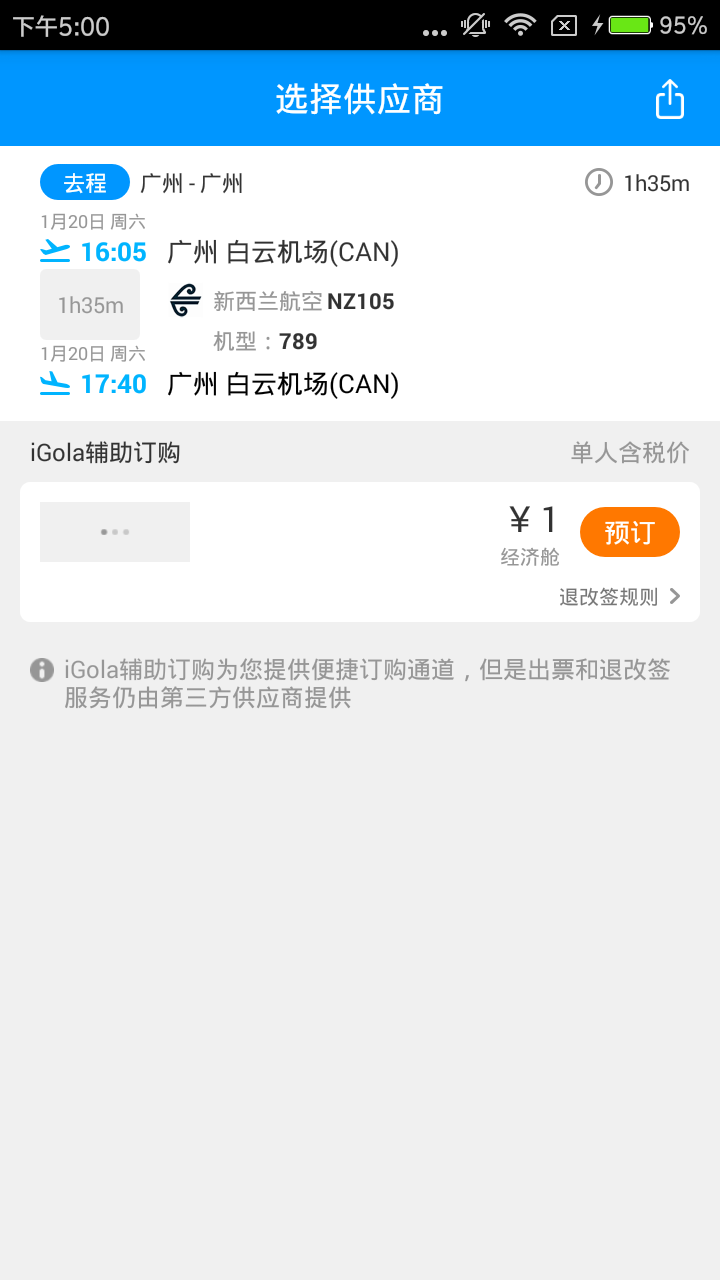 下午5:00
95%
选择供应商
去程 广州 - 广州 1h35m
1月20日 周六
16:05 广州 白云机场(CAN)
1h35m
新西兰航空 NZ105
机型：789
1月20日 周六
17:40 广州 白云机场(CAN)
iGola辅助订购 单人含税价
¥ 1
经济舱
预订
退改签规则
iGola辅助订购为您提供便捷订购通道，但是出票和退改签
服务仍由第三方供应商提供